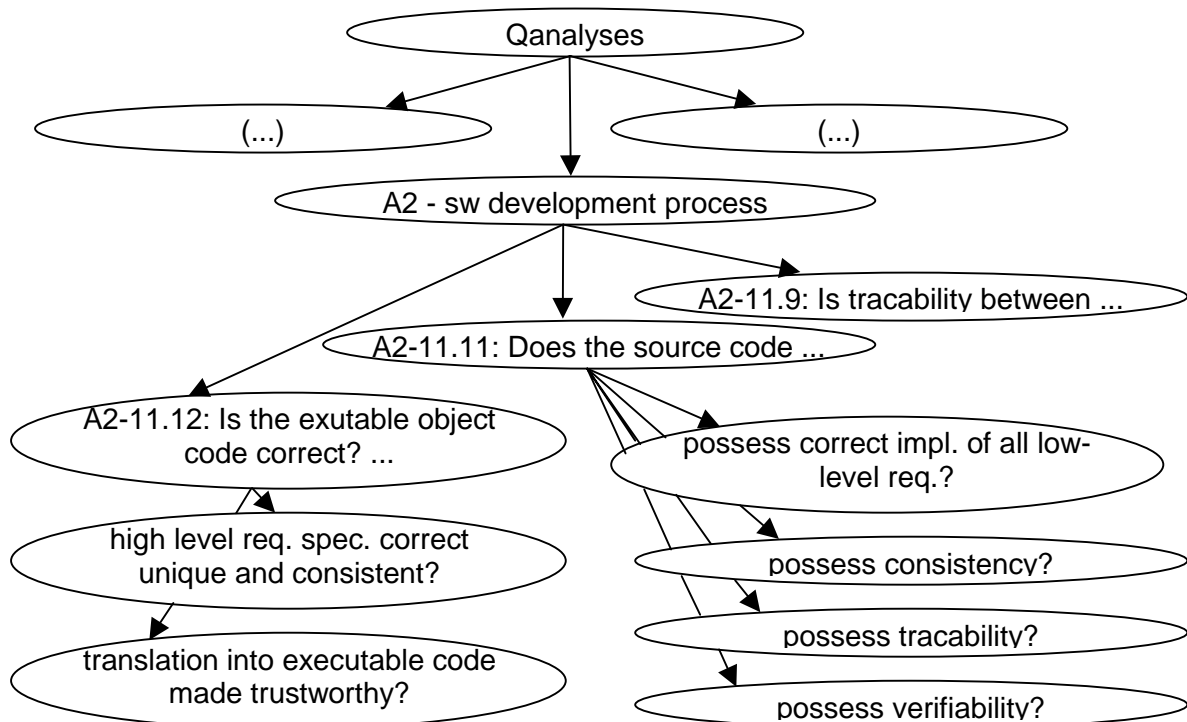 Qanalyses
(...)
(...)
A2 - sw development process
A2-11.9: Is tracability between ...
A2-11.11: Does the source code ...
A2-11.12: Is the exutable object
code correct? ...
possess correct impl. of all low-
level req.?
high level req. spec. correct
unique and consistent?
possess consistency?
possess tracability?
translation into executable code
made trustworthy?
possess verifiability?